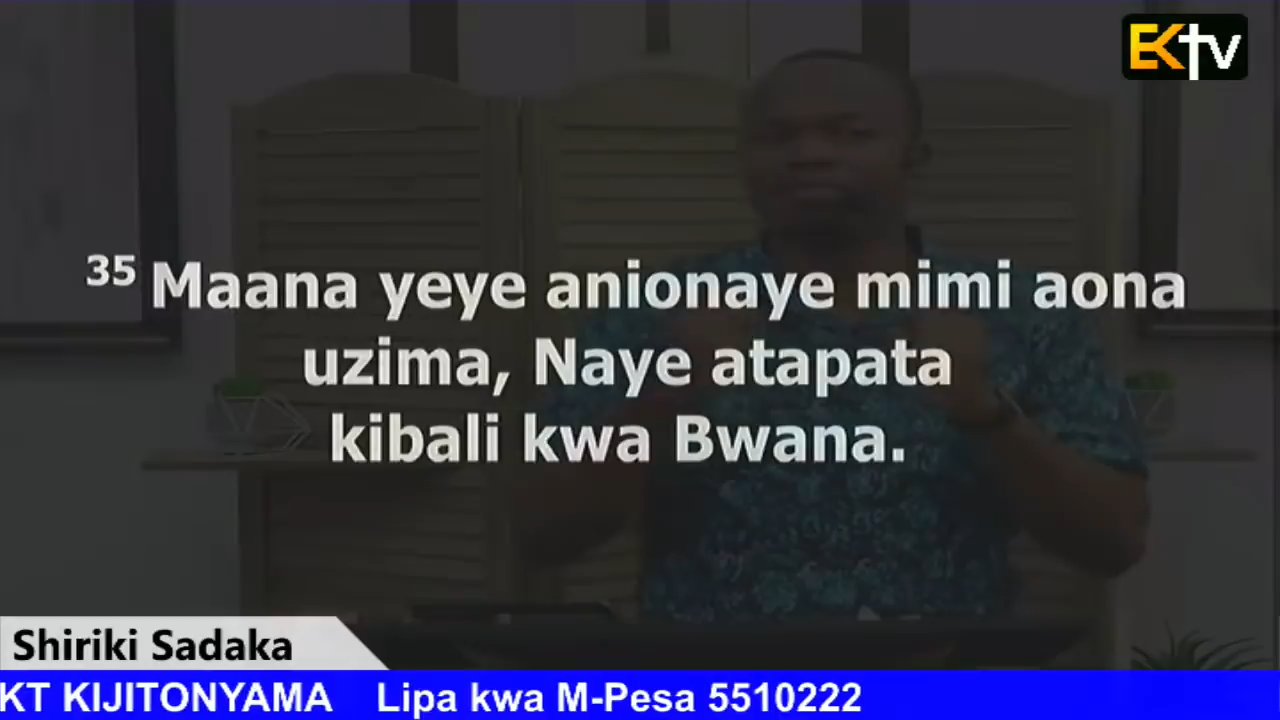 EKTV
35 Maana yeye anionaye mimi aona
uzima, Naye atapata
kibali kwa Bwana.
Shiriki Sadaka
KT KIJITONYAMA Lipa kwa M-Pesa 5510222